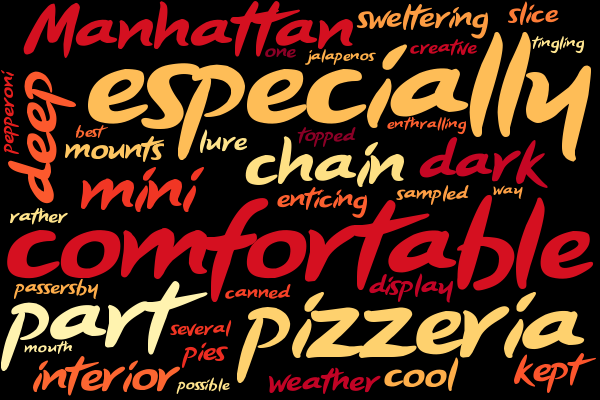 Manhattan
sweltering
slice
one
jalapenos
creative
tingling
pepperoni
deep
especially
best
mounts
lure
topped
enthralling
chain
dark
mini
enticing
sampled
way
rather
comfortable
passersby
canned
display
part
mouth
several
pies
pizzeria
interior
possible
weather
cool
kept